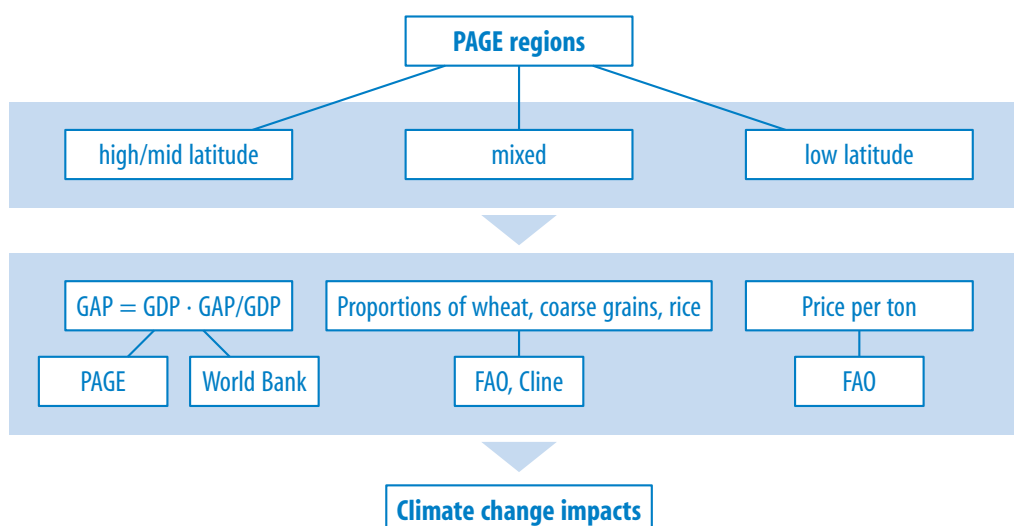 PAGE regions
high/mid latitude
mixed
low latitude
GAP = GDP · GAP/GDP
Proportions of wheat, coarse grains, rice
Price per ton
PAGE
World Bank
FAO, Cline
FAO
Climate change impacts